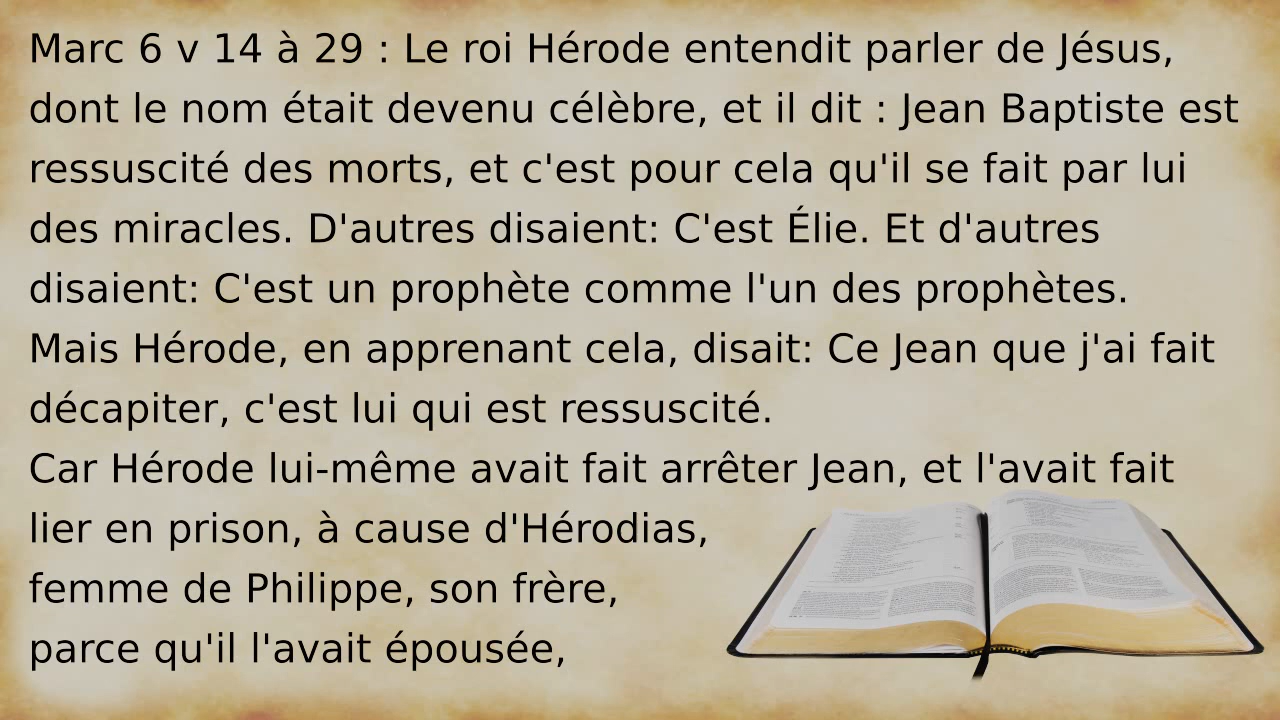 Marc 6 v 14 à 29 : Le roi Hérode entendit parler de Jésus,
dont le nom était devenu célèbre, et il dit : Jean Baptiste est
ressuscité des morts, et c'est pour cela qu'il se fait par lui
des miracles. D'autres disaient: C'est Élie. Et d'autres
disaient: C'est un prophète comme l'un des prophètes.
Mais Hérode, en apprenant cela, disait: Ce Jean que j'ai fait
décapiter, c'est lui qui est ressuscité.
Car Hérode lui-même avait fait arrêter Jean, et l'avait fait
lier en prison, à cause d'Hérodias,
femme de Philippe, son frère,
parce qu'il l'avait épousée,